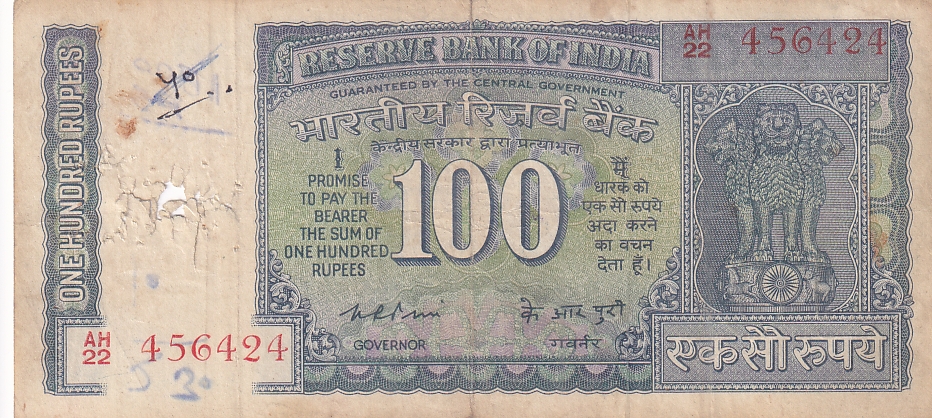 RESERVE BANK OF INDIA
AH
22 456424
GUARANTEED BY THE CENTRAL GOVERNMENT
भारतीय रिजर्व बैंक
केन्द्रीय सरकार द्वारा प्रत्याभूत
ONE HUNDRED RUPEES
I
PROMISE
TO PAY THE
BEARER
THE SUM OF
ONE HUNDRED
RUPEES
100
मैं
धारक को
एक सौ रुपये
अदा करने
का वचन
देता हूँ।
के आर पुरी
GOVERNOR
गवर्नर
AH
22 456424
एक सौ रुपये